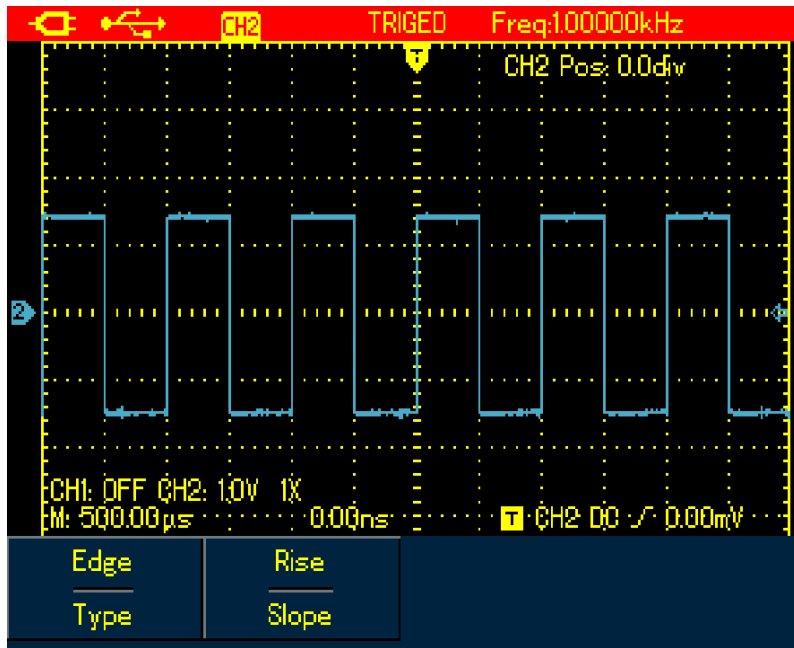 CH2 TRIGED Freq:1.00000kHz
T
CH2 Pos: 0.0div
2
CH1: OFF CH2: 1.0V 1X
M: 500.00μs 0.00ns T CH2 DC 0.00mV
Edge Rise
Type Slope